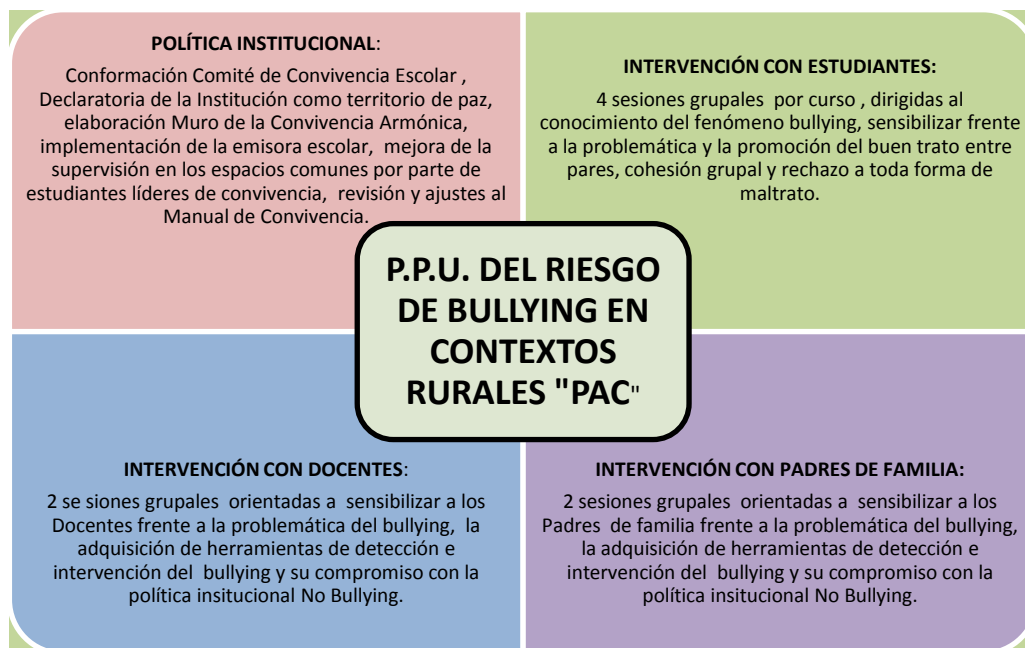 POLÍTICA INSTITUCIONAL:
Conformación Comité de Convivencia Escolar ,
Declaratoria de la Institución como territorio de paz,
elaboración Muro de la Convivencia Armónica,
implementación de la emisora escolar, mejora de la
supervisión en los espacios comunes por parte de
estudiantes líderes de convivencia, revisión y ajustes al
Manual de Convivencia.
INTERVENCIÓN CON ESTUDIANTES:
4 sesiones grupales por curso , dirigidas al
conocimiento del fenómeno bullying, sensibilizar frente
a la problemática y la promoción del buen trato entre
pares, cohesión grupal y rechazo a toda forma de
maltrato.
P.P.U. DEL RIESGO
DE BULLYING EN
CONTEXTOS
RURALES "PAC"
INTERVENCIÓN CON DOCENTES:
2 se siones grupales orientadas a sensibilizar a los
Docentes frente a la problemática del bullying, la
adquisición de herramientas de detección e
intervención del bullying y su compromiso con la
política insitucional No Bullying.
INTERVENCIÓN CON PADRES DE FAMILIA:
2 sesiones grupales orientadas a sensibilizar a los
Padres de familia frente a la problemática del bullying,
la adquisición de herramientas de detección e
intervención del bullying y su compromiso con la
política insitucional No Bullying.